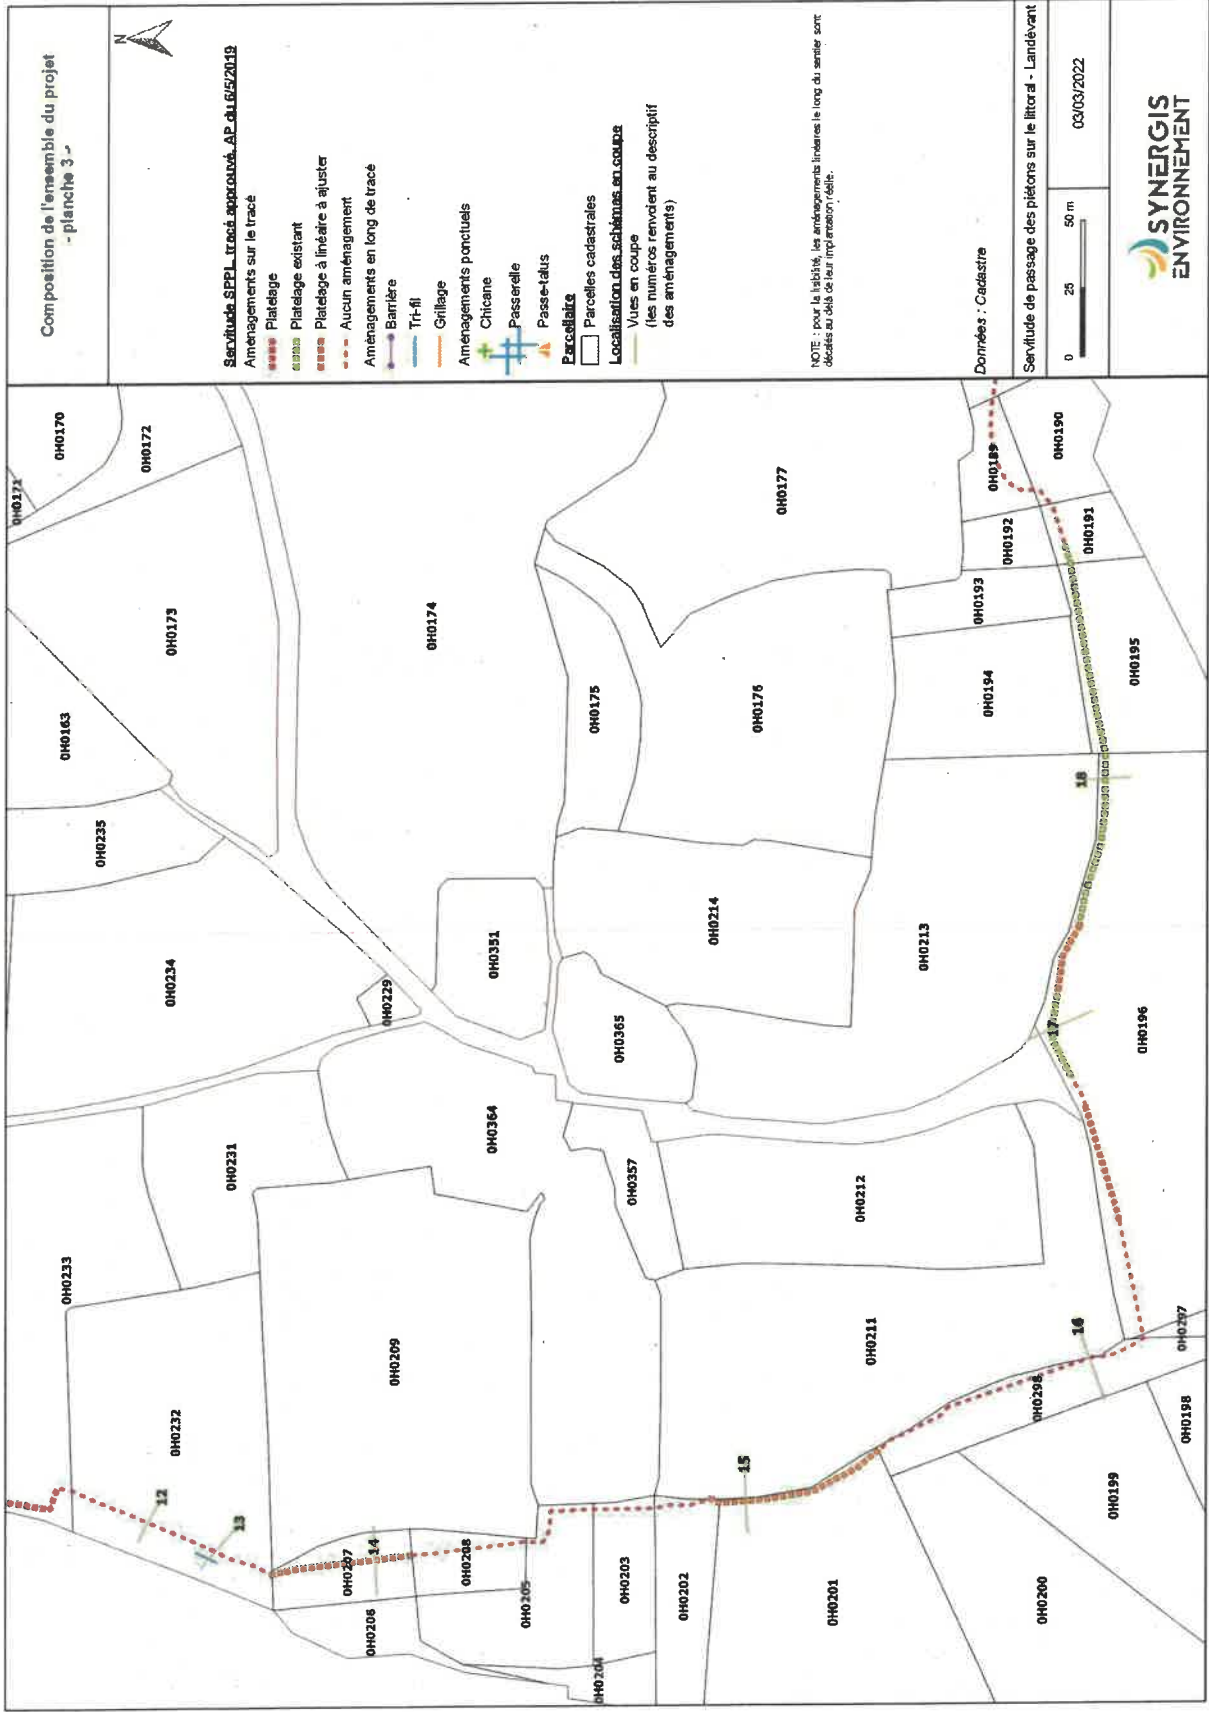 Composition de l'ensemble du projet
- planche 3 -
N
Servitude SPPL, tracé approuvé, AP du 6/5/2019
Aménagements sur le tracé
Platelage
Platelage existant
Platelage à linéaire à ajuster
Aucun aménagement
Aménagements en long de tracé
Barrière
Tri-fil
Grillage
Aménagements ponctuels
Chicane
Passerelle
Passe-talus
Parcellaire
Parcelles cadastrales
Localisation des schémas en coupe
Vues en coupe
(les numéros renvoient au descriptif
des aménagements)
NOTE : pour la lisibilité, les aménagements linéaires le long du sentier sont
décalés au delà de leur implantation réelle.
Données : Cadastre
Servitude de passage des piétons sur le littoral - Landévant
0 25 50 m
03/03/2022
SYNERGIS
ENVIRONNEMENT
0H0171
0H0170
0H0172
0H0163
0H0173
0H0235
0H0234
0H0174
0H0233
0H0231
0H0229
0H0351
0H0175
0H0177
0H0176
0H0232
12
13
0H0209
0H0364
0H0365
0H0214
0H0357
0H0207
14
0H0206
0H0208
0H0205
0H0203
0H0204
0H0202
15
0H0201
0H0211
0H0212
0H0213
0H0194
0H0193
0H0192
0H0189
0H0190
0H0191
0H0195
18
17
0H0196
16
0H0298
0H0297
0H0198
0H0199
0H0200